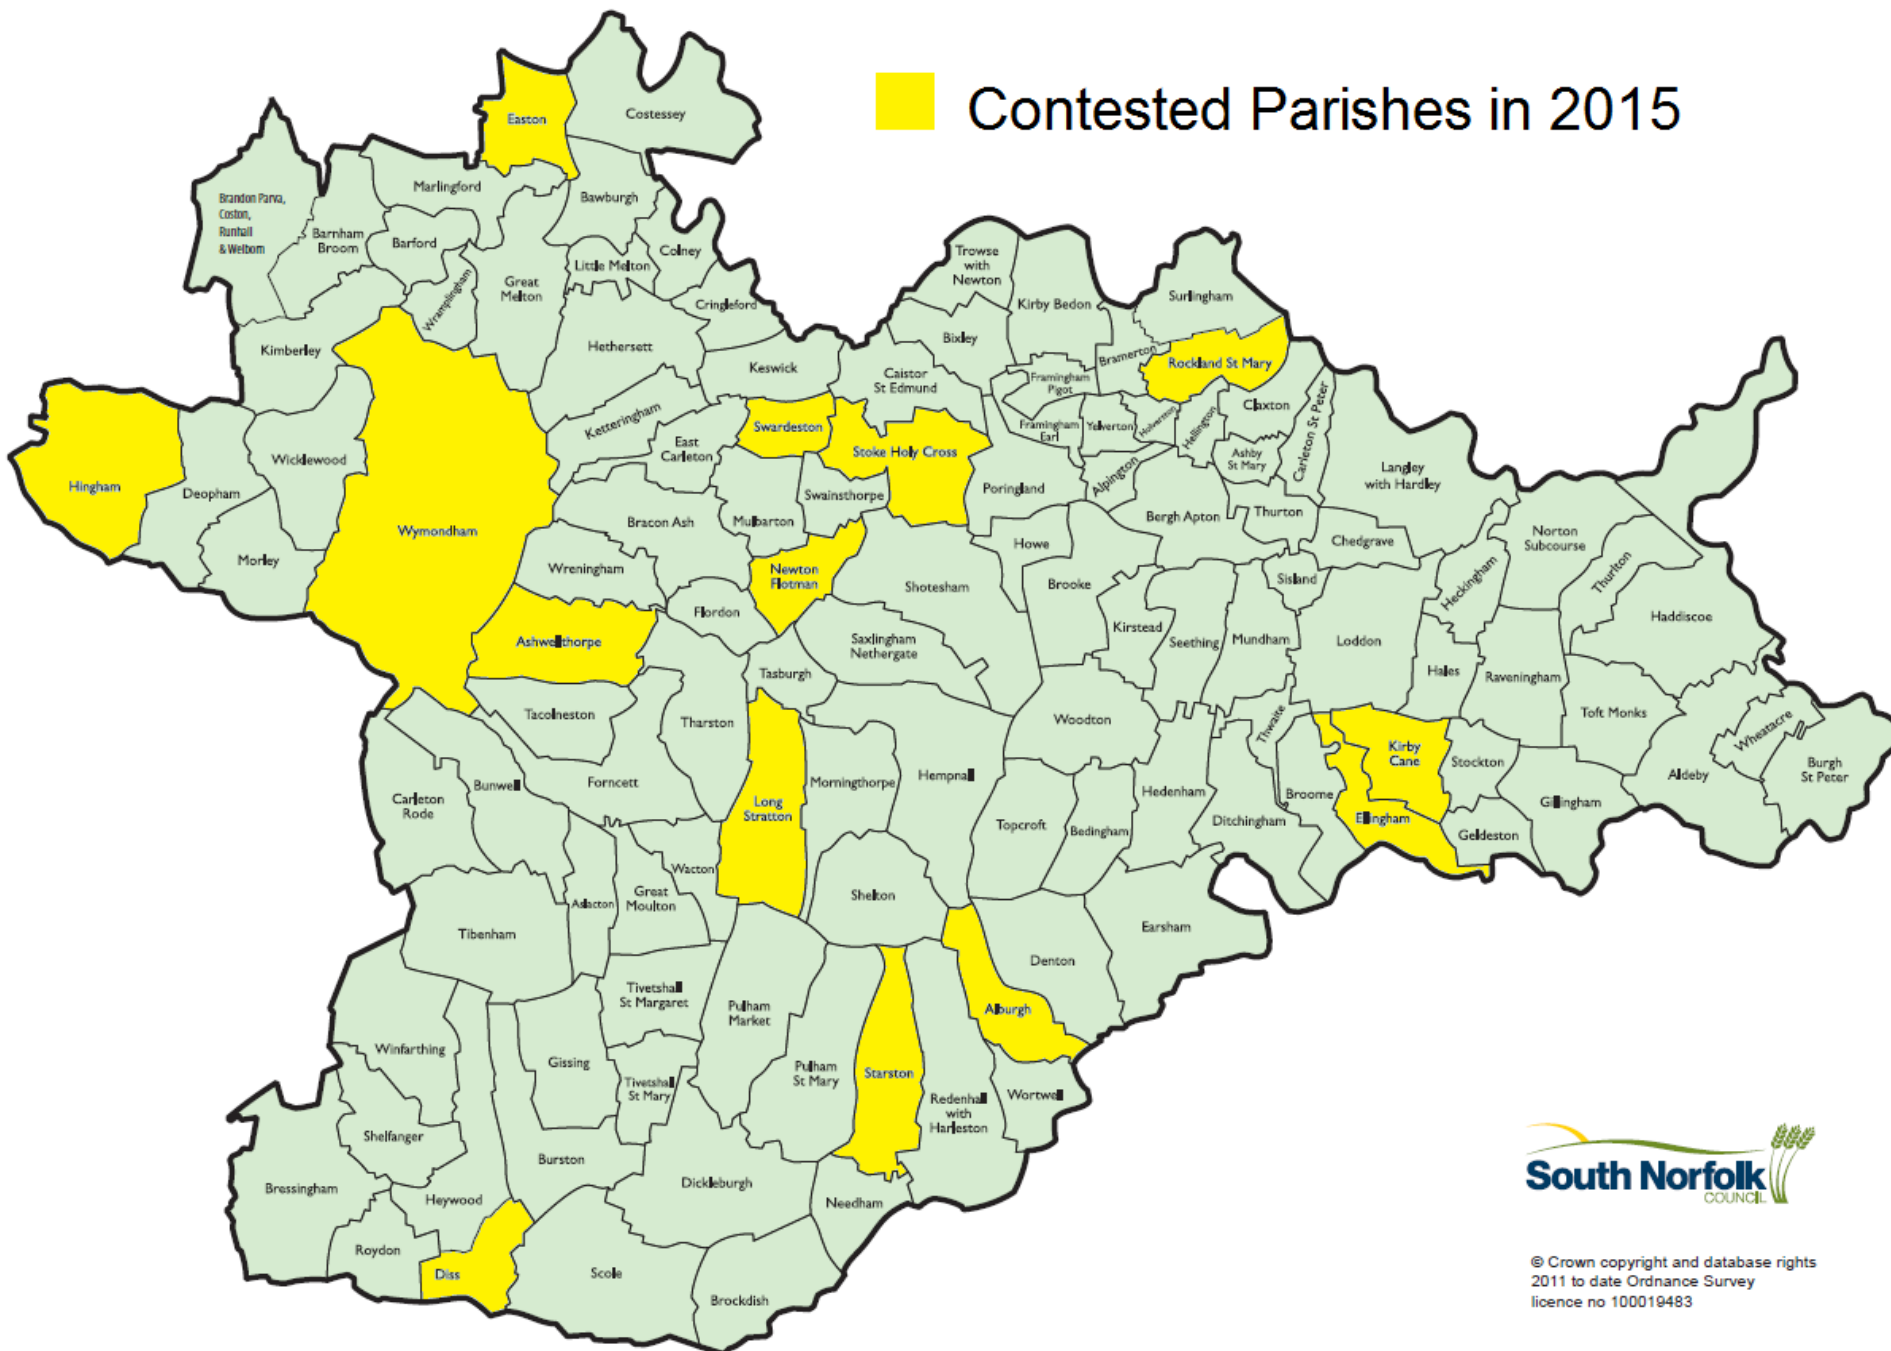 Contested Parishes in 2015
Easton
Costessey
Marlingford
Bawburgh
Brandon Parva,
Coston,
Runhall
& Welborn
Barnham
Broom
Barford
Wramplingham
Great
Melton
Little Melton
Colney
Cringleford
Trowse
with
Newton
Kirby Bedon
Surlingham
Bixley
Bramerton
Rockland St Mary
Kimberley
Hethersett
Keswick
Caistor
St Edmund
Framingham
Pigot
Framingham
Earl
Yelverton
Holverston
Hellington
Claxton
Carleton St Peter
Ashby
St Mary
Langley
with Hardley
Ketteringham
East
Carleton
Swardeston
Stoke Holy Cross
Hingham
Deopham
Wicklewood
Wymondham
Morley
Bracon Ash
Mulbarton
Swainsthorpe
Poringland
Alpington
Bergh Apton
Thurton
Chedgrave
Norton
Subcourse
Thurlton
Heckingham
Wreningham
Newton
Flotman
Shotesham
Howe
Brooke
Sisland
Haddiscoe
Ashwellthorpe
Flordon
Saxlingham
Nethergate
Kirstead
Seething
Mundham
Loddon
Hales
Raveningham
Tasburgh
Tacolneston
Tharston
Woodton
Thwaite
Toft Monks
Wheatacre
Burgh
St Peter
Aldeby
Kirby
Cane
Stockton
Gillingham
Geldeston
Ellingham
Broome
Ditchingham
Hedenham
Bedingham
Topcroft
Hempnall
Morningthorpe
Long
Stratton
Forncett
Bunwell
Carleton
Rode
Wacton
Great
Moulton
Aslacton
Shelton
Tibenham
Denton
Earsham
Alburgh
Tivetshall
St Margaret
Pulham
Market
Winfarthing
Gissing
Tivetshall
St Mary
Pulham
St Mary
Starston
Redenhall
with
Harleston
Wortwell
Shelfanger
Burston
Bressingham
Heywood
Dickleburgh
Needham
Roydon
Diss
Scole
Brockdish
South Norfolk
COUNCIL
© Crown copyright and database rights
2011 to date Ordnance Survey
licence no 100019483